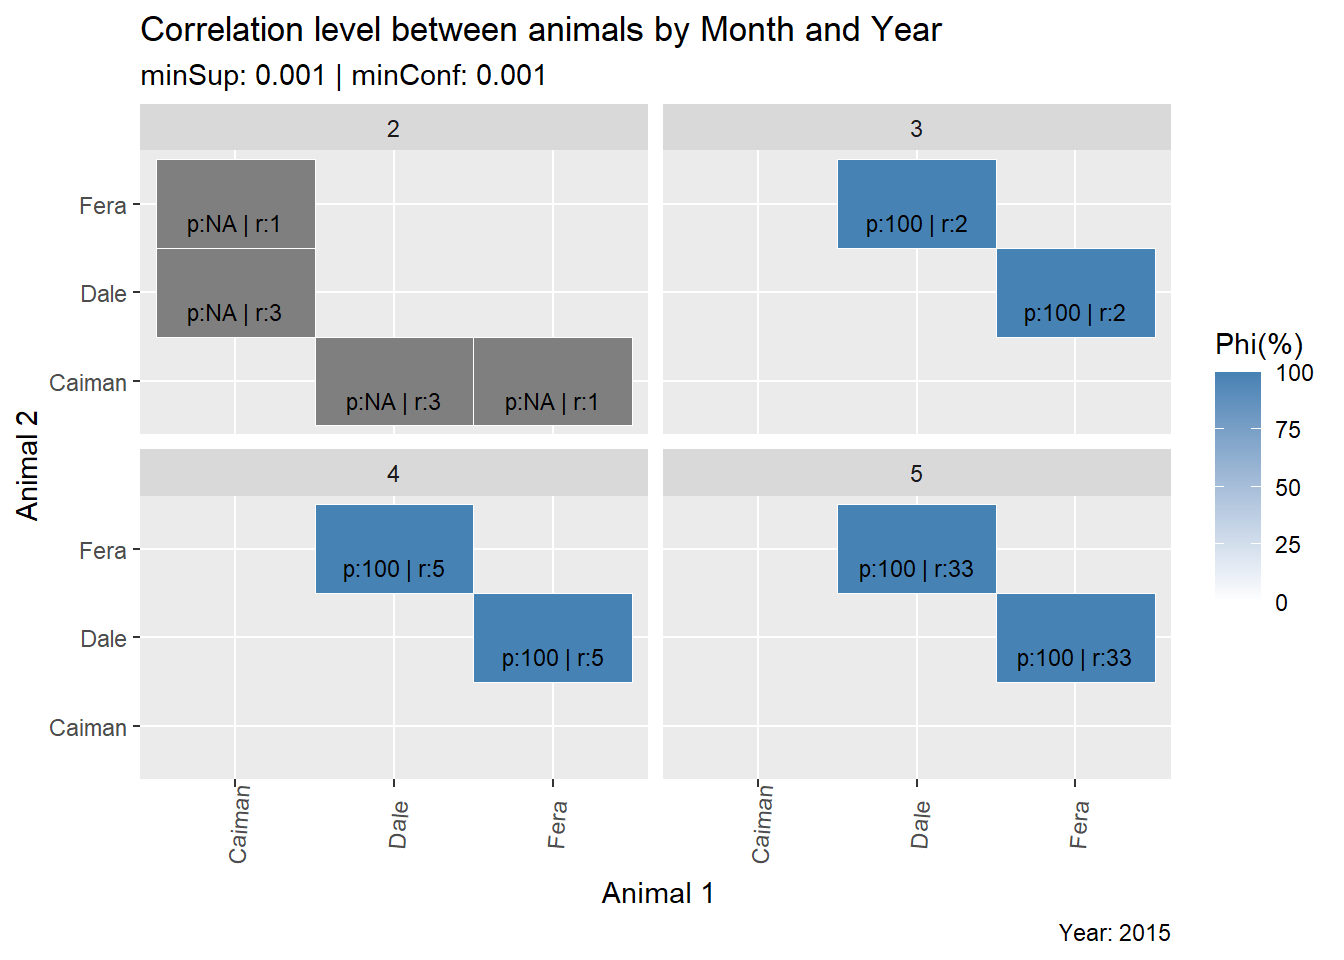 Correlation level between animals by Month and Year
minSup: 0.001 | minConf: 0.001
2
3
Fera
p:NA | r:1
p:100 | r:2
Dale
p:NA | r:3
p:100 | r:2
Caiman
p:NA | r:3
p:NA | r:1
4
5
Fera
p:100 | r:5
p:100 | r:33
Dale
p:100 | r:5
p:100 | r:33
Caiman
Caiman
Dale
Fera
Caiman
Dale
Fera
Animal 2
Animal 1
Phi(%)
100
75
50
25
0
Year: 2015